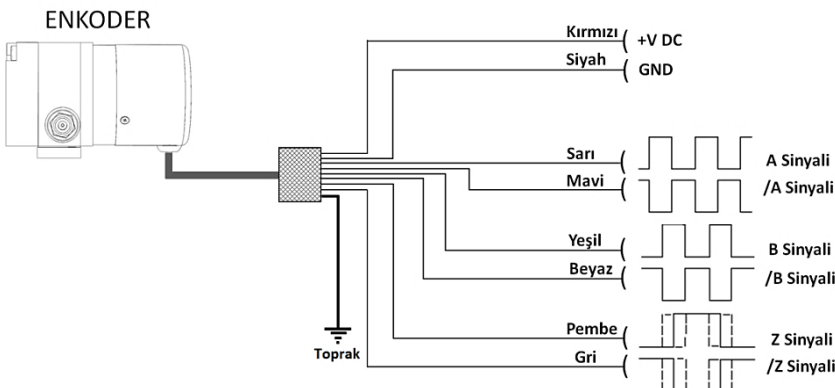 ENKODER
Kırmızı +V DC
Siyah GND
Sarı A Sinyali
Mavi /A Sinyali
Yeşil B Sinyali
Beyaz /B Sinyali
Pembe Z Sinyali
Gri /Z Sinyali
Toprak